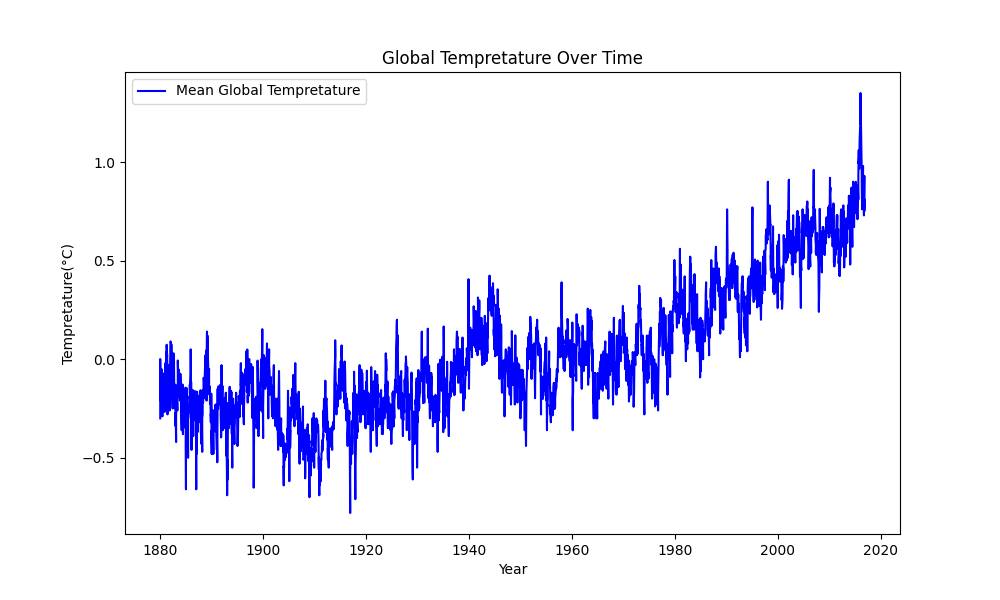 Global Tempretature Over Time
Mean Global Tempretature
Tempretature(°C)
1.0
0.5
0.0
−0.5
1880 1900 1920 1940 1960 1980 2000 2020
Year